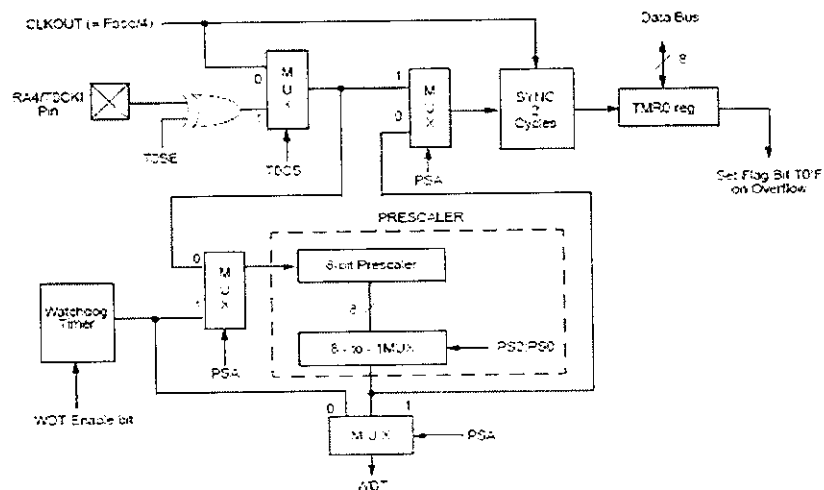 CLKOUT (= Fosc/4)
Data Bus
8
0
1
M
U
X
1
0
M
U
X
SYNC
2
Cycles
TMR0 reg
RA4/T0CKI
Pin
T0SE
T0CS
PSA
Set Flag Bit T0IF
on Overflow
PRESCALER
0
1
M
U
X
8-bit Prescaler
8
Watchdog
Timer
8 - to - 1MUX
PS2:PS0
PSA
WDT Enable bit
0
1
M U X
PSA
WDT